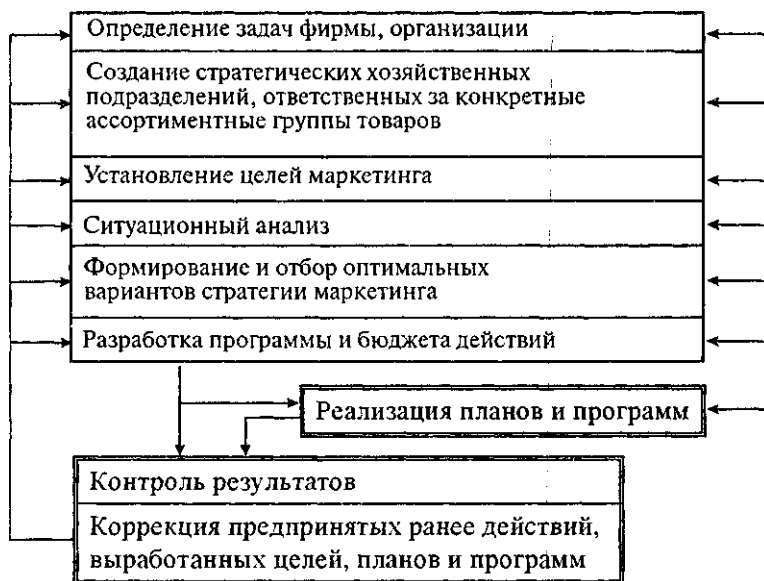 Определение задач фирмы, организации
Создание стратегических хозяйственных
подразделений, ответственных за конкретные
ассортиментные группы товаров
Установление целей маркетинга
Ситуационный анализ
Формирование и отбор оптимальных
вариантов стратегии маркетинга
Разработка программы и бюджета действий
Реализация планов и программ
Контроль результатов
Коррекция предпринятых ранее действий,
выработанных целей, планов и программ